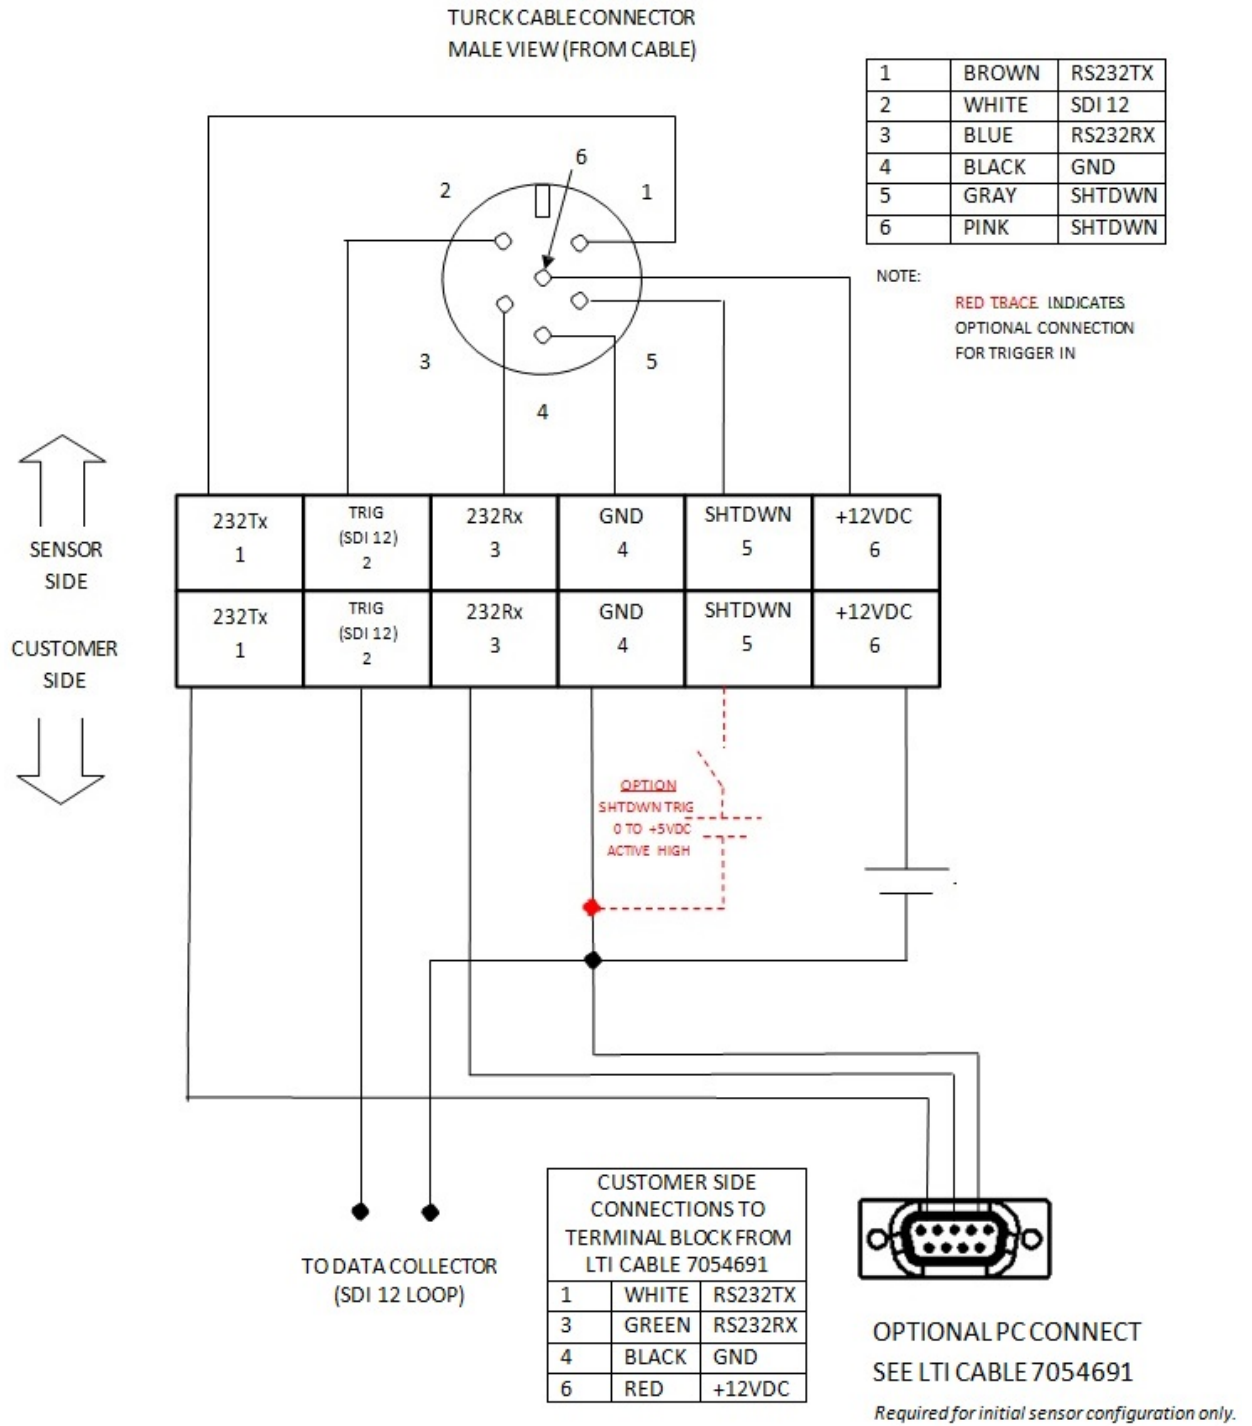 TURCK CABLE CONNECTOR
MALE VIEW (FROM CABLE)
1 BROWN RS232TX
2 WHITE SDI 12
3 BLUE RS232RX
4 BLACK GND
5 GRAY SHTDWN
6 PINK SHTDWN
NOTE:
RED TRACE INDICATES
OPTIONAL CONNECTION
FOR TRIGGER IN
6
2
1
3
5
4
SENSOR
SIDE
232Tx
1
TRIG
(SDI 12)
2
232Rx
3
GND
4
SHTDWN
5
+12VDC
6
CUSTOMER
SIDE
232Tx
1
TRIG
(SDI 12)
2
232Rx
3
GND
4
SHTDWN
5
+12VDC
6
OPTION
SHTDWN TRIG
0 TO +5VDC
ACTIVE HIGH
TO DATA COLLECTOR
(SDI 12 LOOP)
CUSTOMER SIDE
CONNECTIONS TO
TERMINAL BLOCK FROM
LTI CABLE 7054691
1 WHITE RS232TX
3 GREEN RS232RX
4 BLACK GND
6 RED +12VDC
OPTIONAL PC CONNECT
SEE LTI CABLE 7054691
Required for initial sensor configuration only.